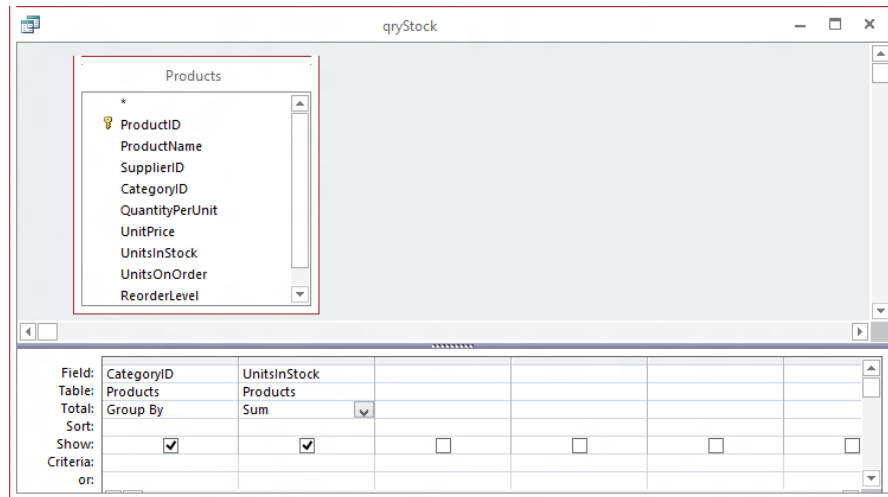 qryStock
Products
*
ProductID
ProductName
SupplierID
CategoryID
QuantityPerUnit
UnitPrice
UnitsInStock
UnitsOnOrder
ReorderLevel
Field: CategoryID UnitsInStock
Table: Products Products
Total: Group By Sum
Sort:
Show:
Criteria:
or: